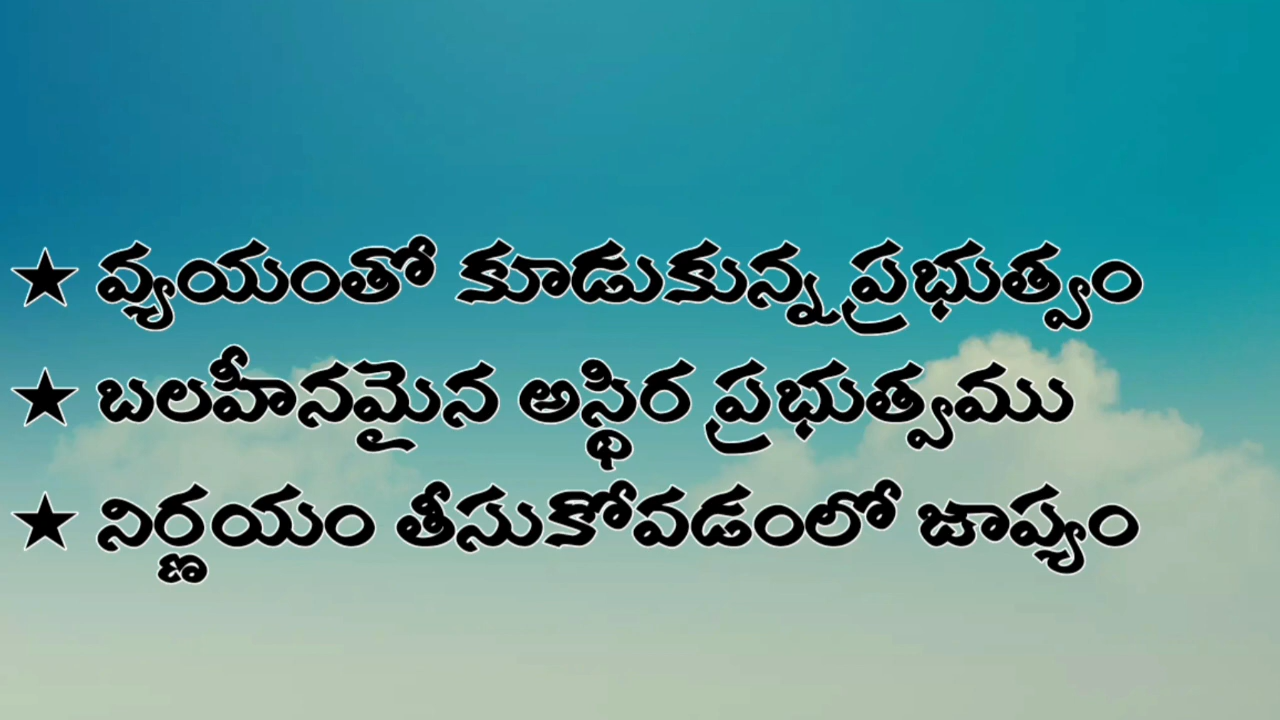 ★ వ్యయంతో కూడుకున్న ప్రభుత్వం
★ బలహీనమైన అస్థిర ప్రభుత్వము
★ నిర్ణయం తీసుకోవడంలో జాప్యం